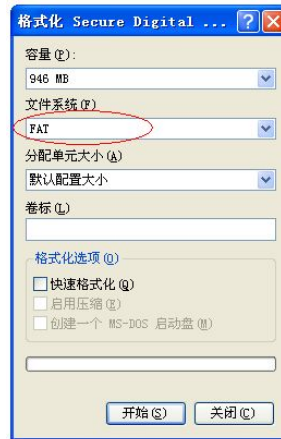 格式化 Secure Digital ...
容量(P):
946 MB
文件系统(F)
FAT
分配单元大小(A)
默认配置大小
卷标(L)
格式化选项(O)
快速格式化(Q)
启用压缩(E)
创建一个 MS-DOS 启动盘(M)
开始(S) 关闭(C)